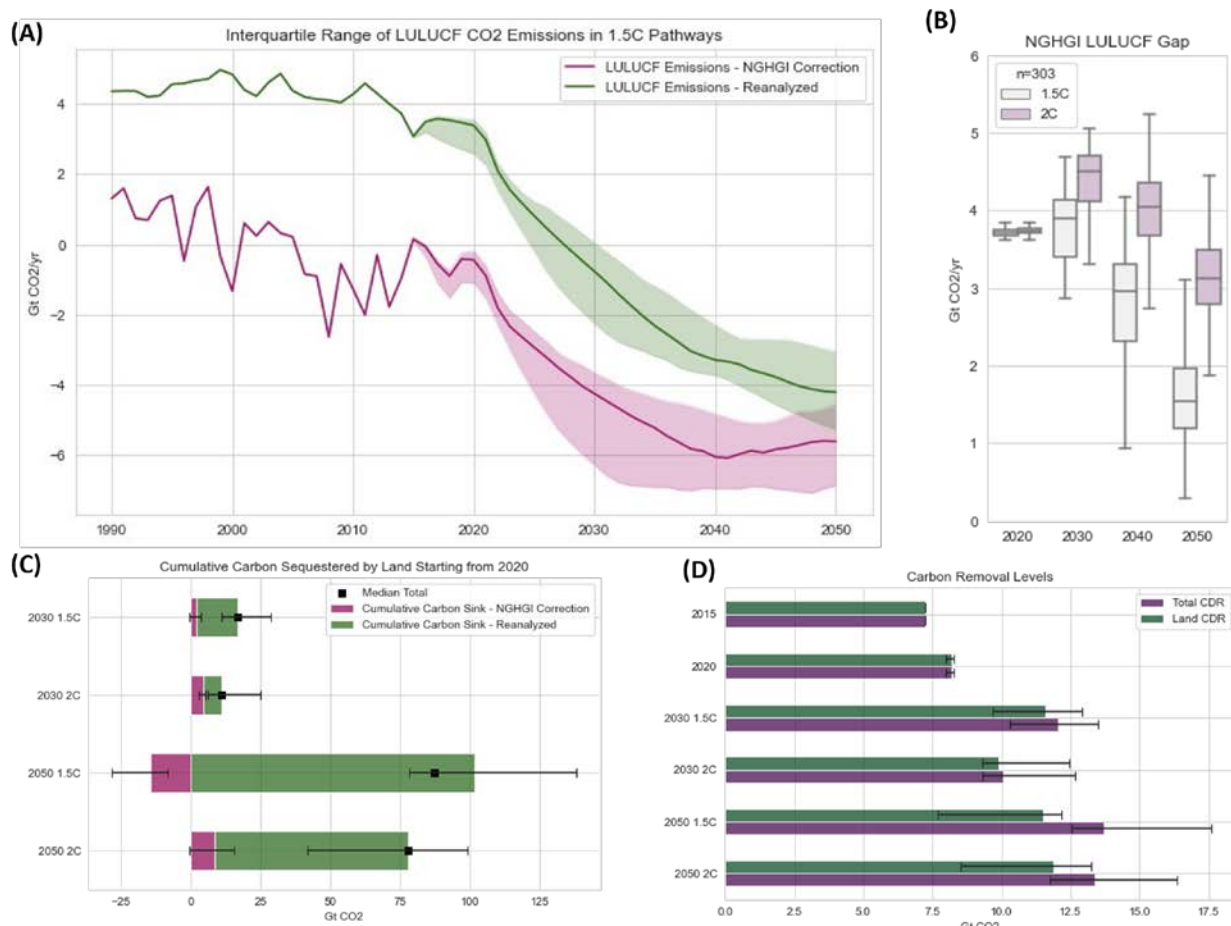 (A)
Interquartile Range of LULUCF CO2 Emissions in 1.5C Pathways
LULUCF Emissions - NGHGI Correction
LULUCF Emissions - Reanalyzed
Gt CO2/yr
4
2
0
−2
−4
−6
1990
2000
2010
2020
2030
2040
2050
(B)
NGHGI LULUCF Gap
n=303
1.5C
2C
Gt CO2/yr
6
5
4
3
2
1
0
2020
2030
2040
2050
(C)
Cumulative Carbon Sequestered by Land Starting from 2020
Median Total
Cumulative Carbon Sink - NGHGI Correction
Cumulative Carbon Sink - Reanalyzed
2030 1.5C
2030 2C
2050 1.5C
2050 2C
−25
0
25
50
75
100
125
Gt CO2
(D)
Carbon Removal Levels
Total CDR
Land CDR
2015
2020
2030 1.5C
2030 2C
2050 1.5C
2050 2C
0.0
2.5
5.0
7.5
10.0
12.5
15.0
17.5
Gt CO2